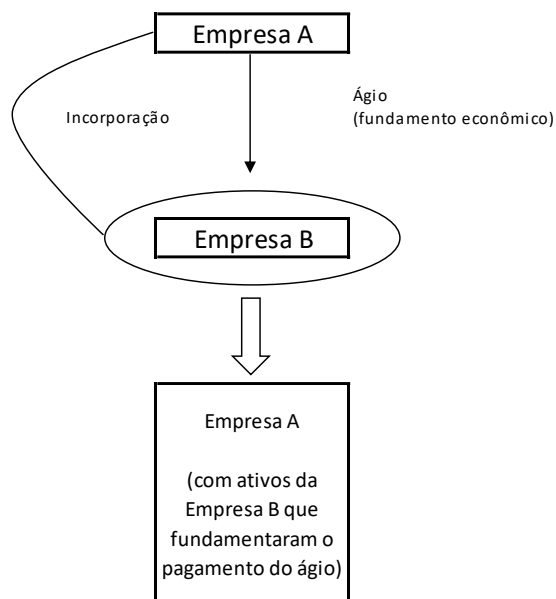 Empresa A
Incorporação
Ágio
(fundamento econômico)
Empresa B
Empresa A
(com ativos da
Empresa B que
fundamentaram o
pagamento do ágio)